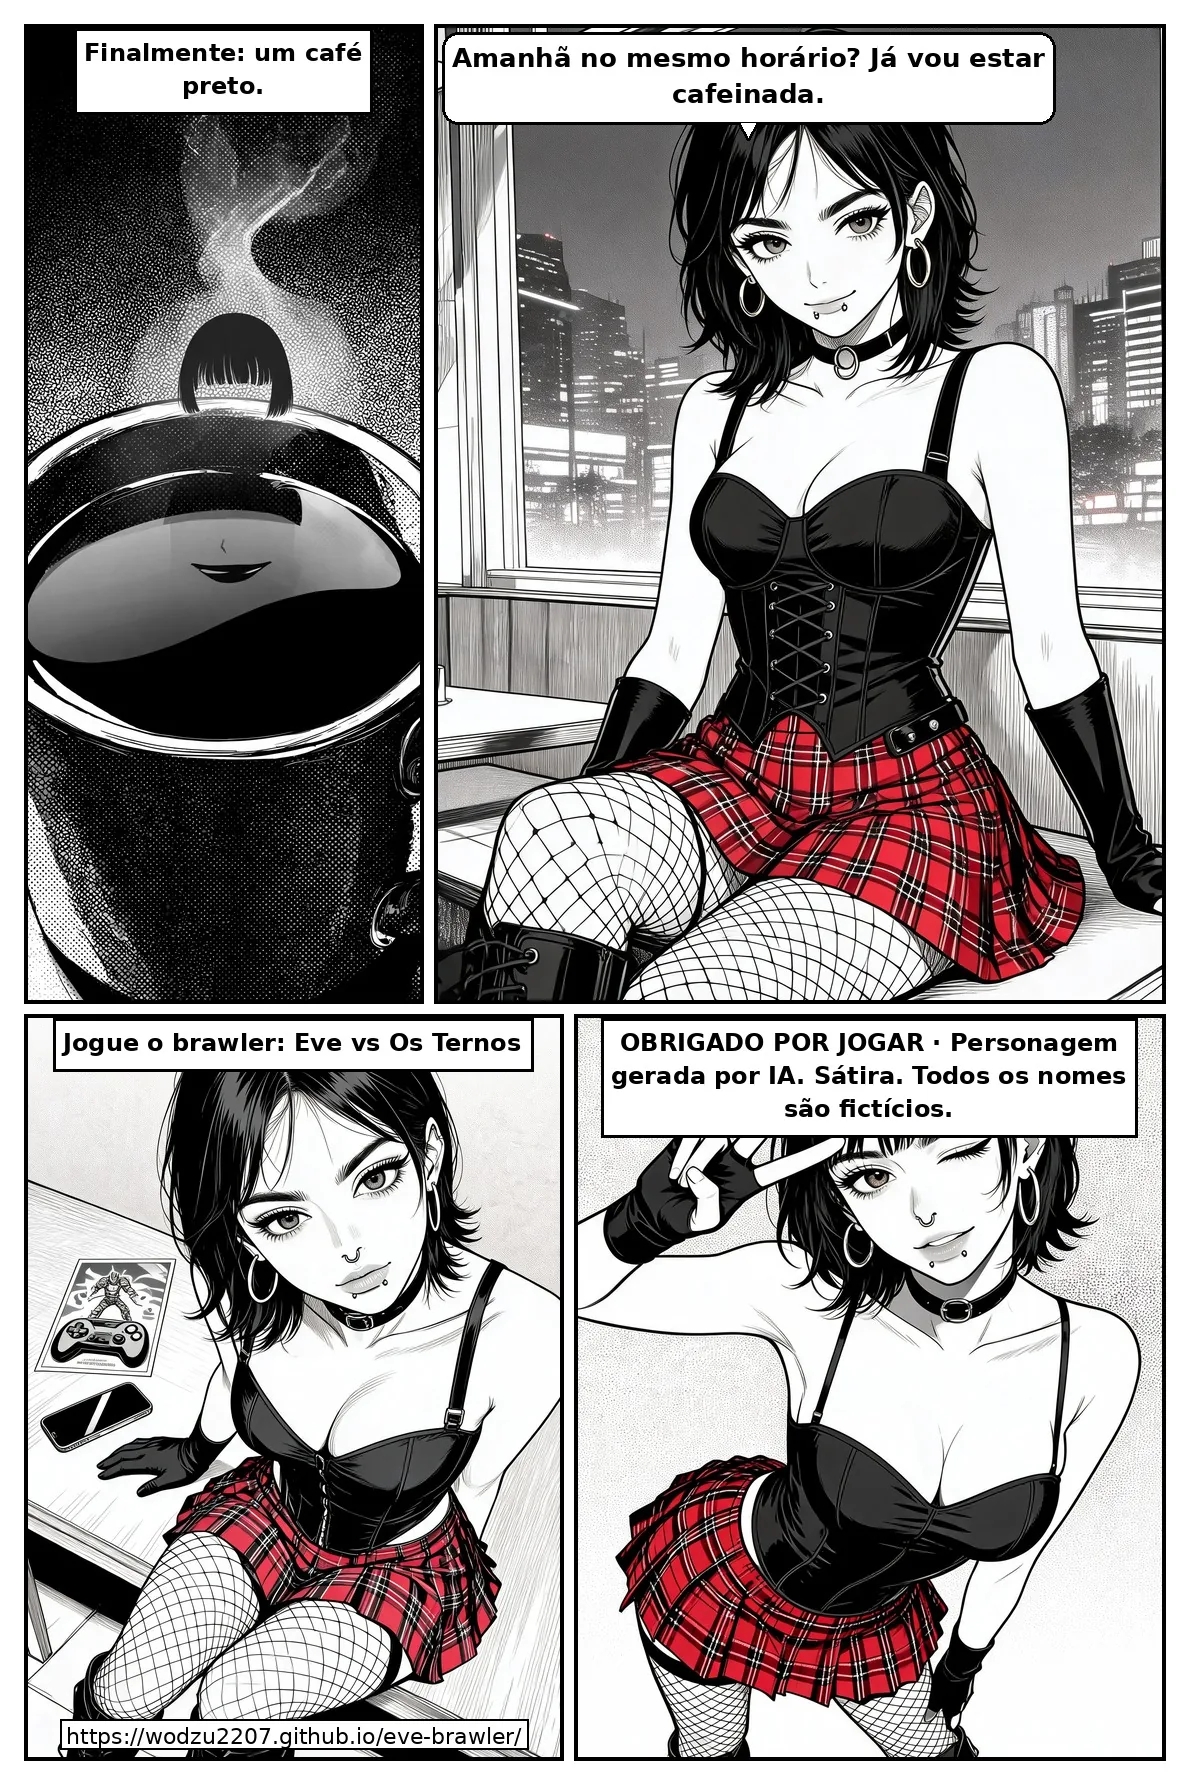 Finalmente: um café
preto.
Amanhã no mesmo horário? Já vou estar
cafeinada.
Jogue o brawler: Eve vs Os Ternos
https://wodzu2207.github.io/eve-brawler/
OBRIGADO POR JOGAR · Personagem
gerada por IA. Sátira. Todos os nomes
são fictícios.